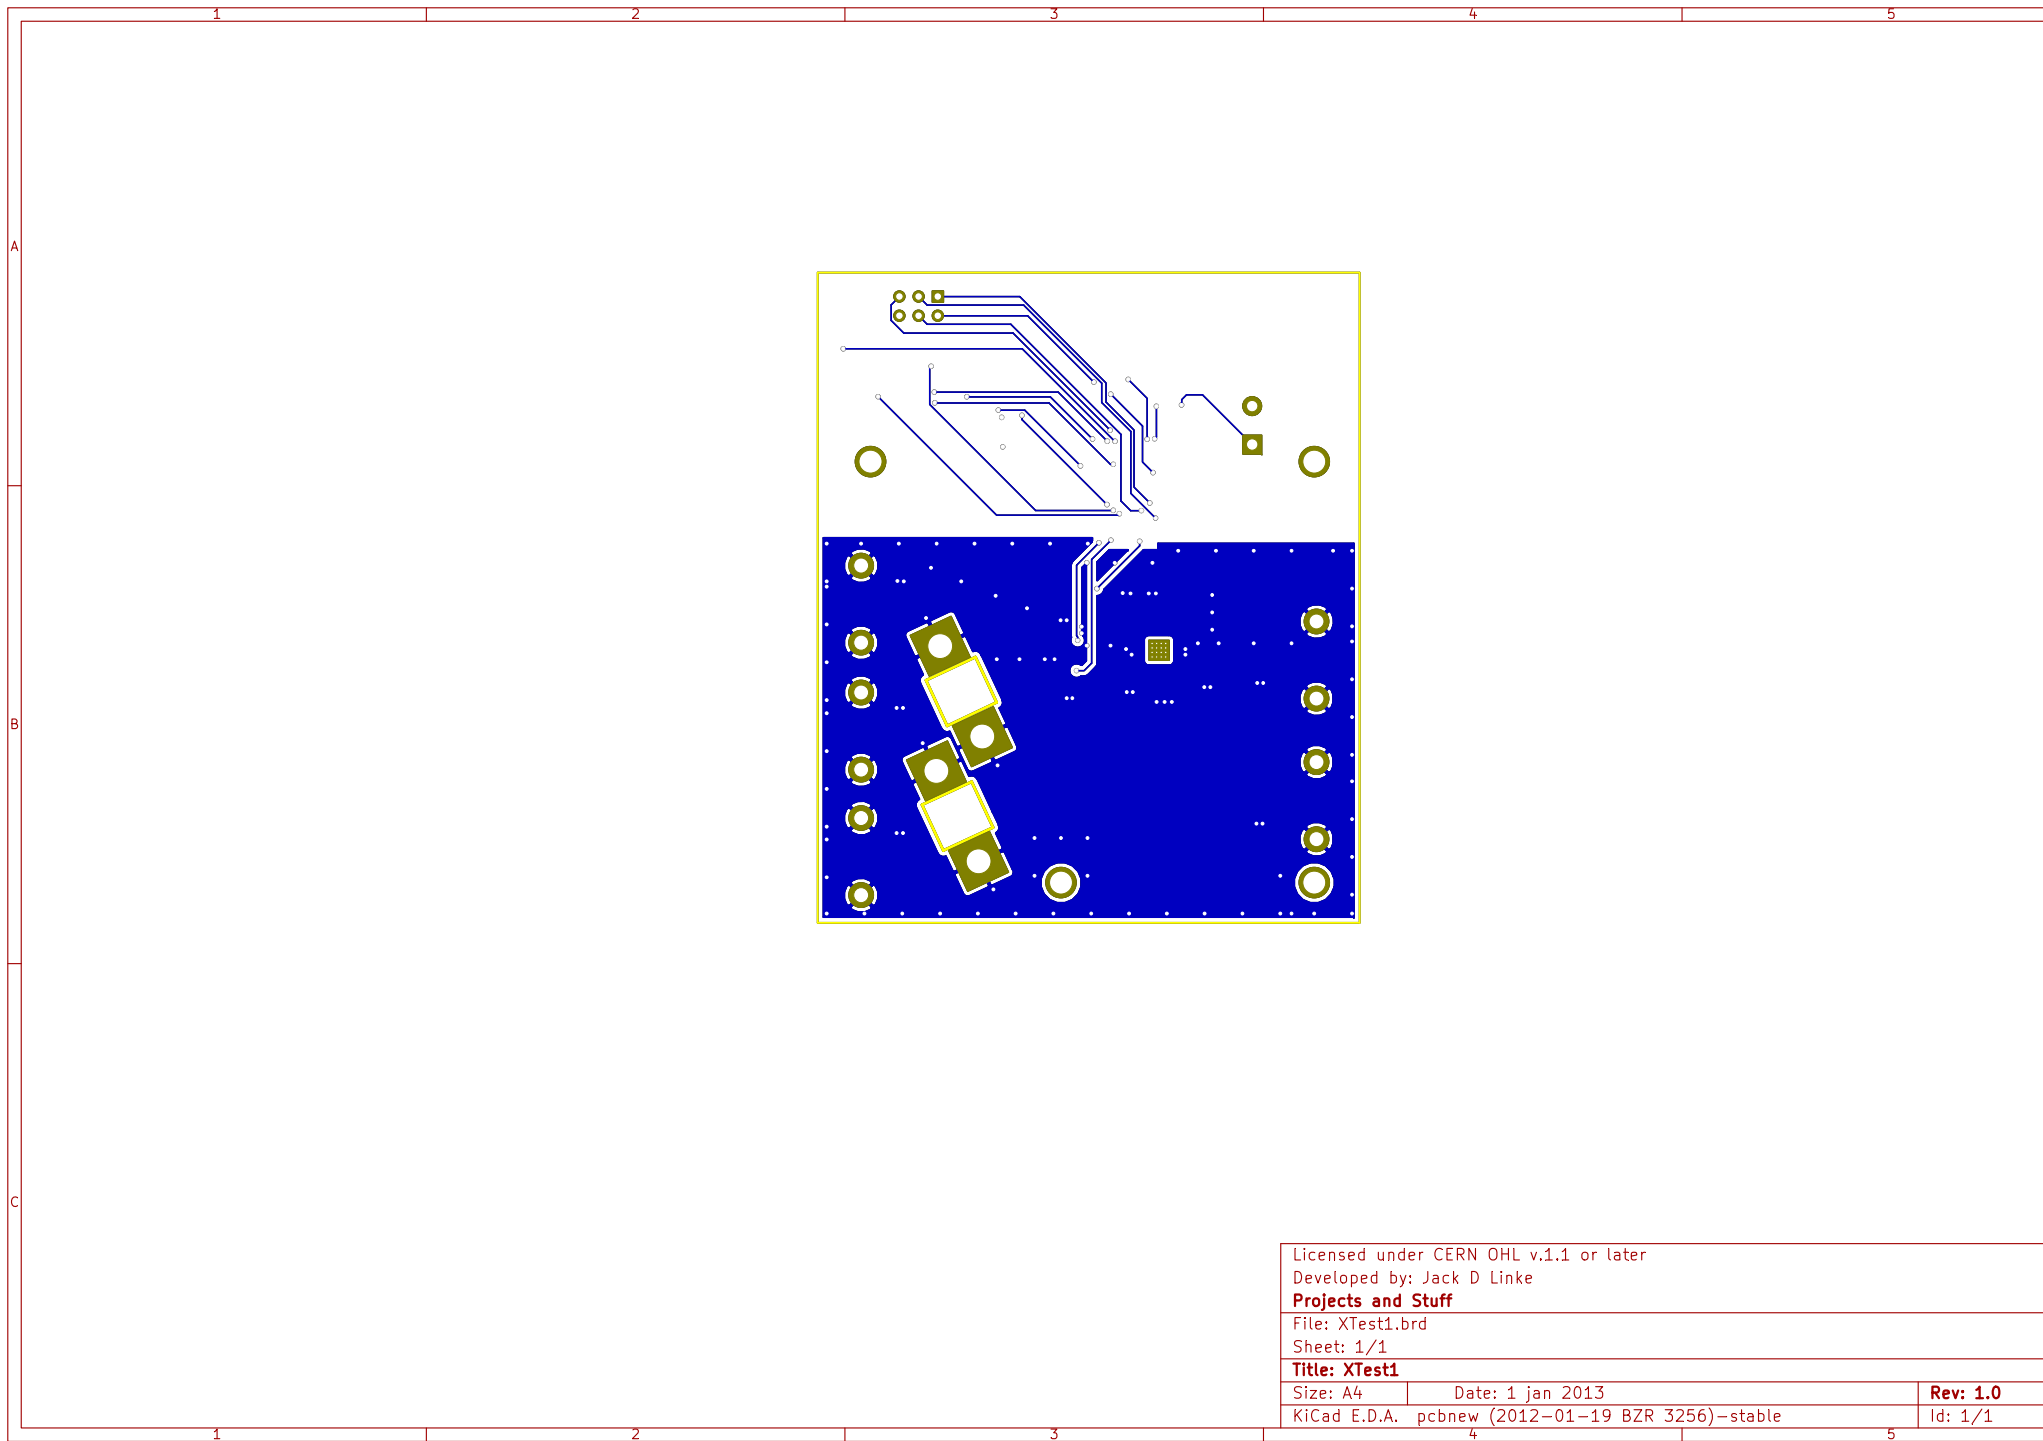 1 2 3 4 5
A
B
C
Licensed under CERN OHL v.1.1 or later
Developed by: Jack D Linke
Projects and Stuff
File: XTest1.brd
Sheet: 1/1
Title: XTest1
Size: A4 Date: 1 jan 2013 Rev: 1.0
KiCad E.D.A. pcbnew (2012-01-19 BZR 3256)-stable Id: 1/1
1 2 3 4 5